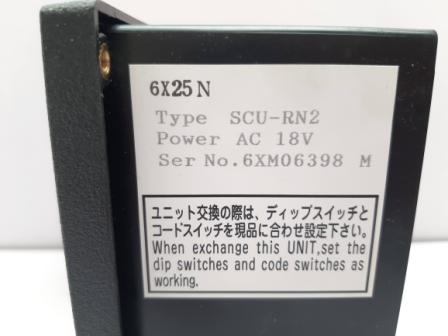 6X25N
Type SCU-RN2
Power AC 18V
Ser No.6XM06398 M
ユニット交換の際は、ディップスイッチと
コードスイッチを現品に合わせ設定下さい。
When exchange this UNIT,set the
dip switches and code switches as
working.